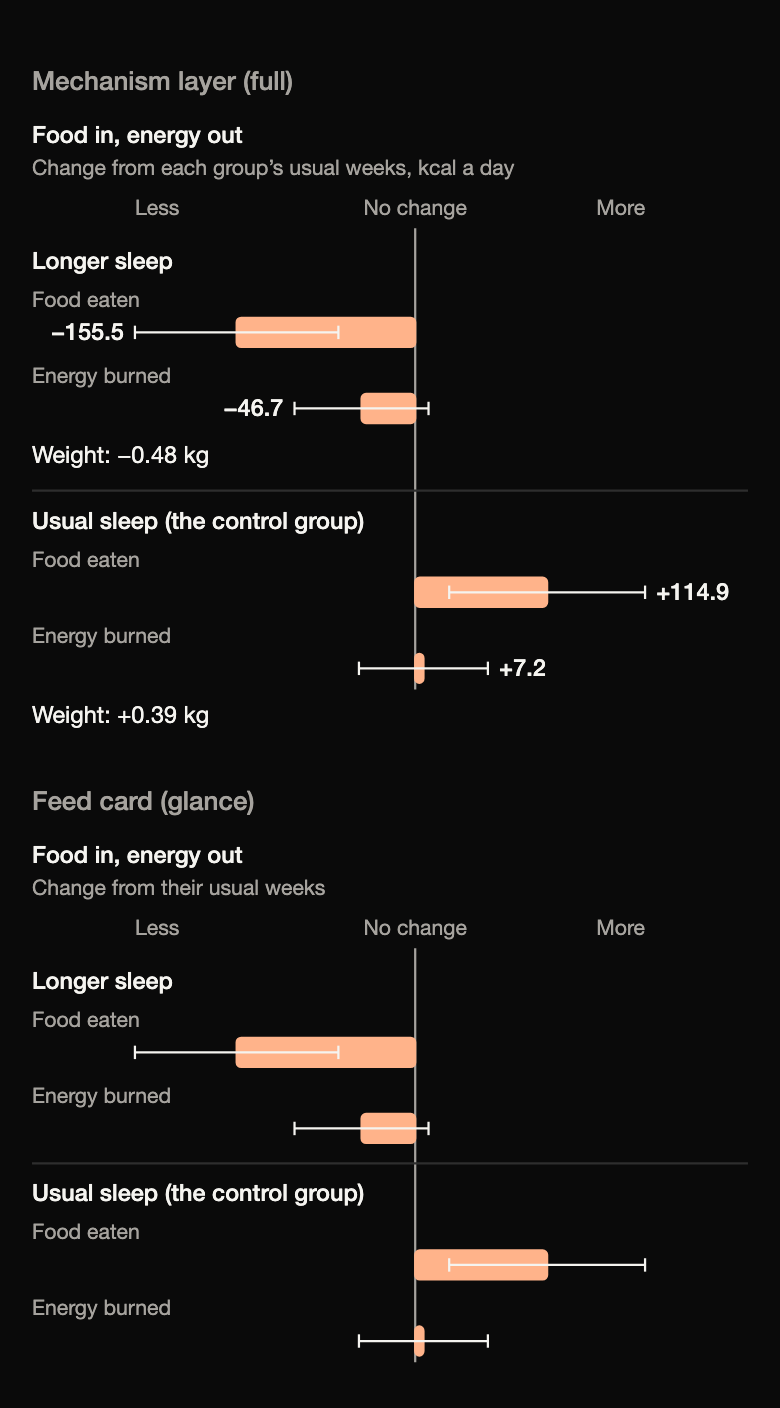 Mechanism layer (full)
Food in, energy out
Change from each group’s usual weeks, kcal a day
Less No change More
Longer sleep
Food eaten
−155.5
Energy burned
−46.7
Weight: −0.48 kg
Usual sleep (the control group)
Food eaten
+114.9
Energy burned
+7.2
Weight: +0.39 kg
Feed card (glance)
Food in, energy out
Change from their usual weeks
Less No change More
Longer sleep
Food eaten
Energy burned
Usual sleep (the control group)
Food eaten
Energy burned